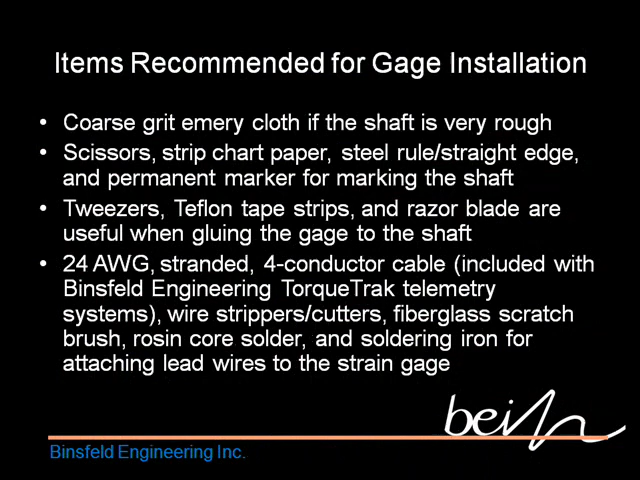 Items Recommended for Gage Installation
• Coarse grit emery cloth if the shaft is very rough
• Scissors, strip chart paper, steel rule/straight edge,
and permanent marker for marking the shaft
• Tweezers, Teflon tape strips, and razor blade are
useful when gluing the gage to the shaft
• 24 AWG, stranded, 4-conductor cable (included with
Binsfeld Engineering TorqueTrak telemetry
systems), wire strippers/cutters, fiberglass scratch
brush, rosin core solder, and soldering iron for
attaching lead wires to the strain gage
bei
Binsfeld Engineering Inc.